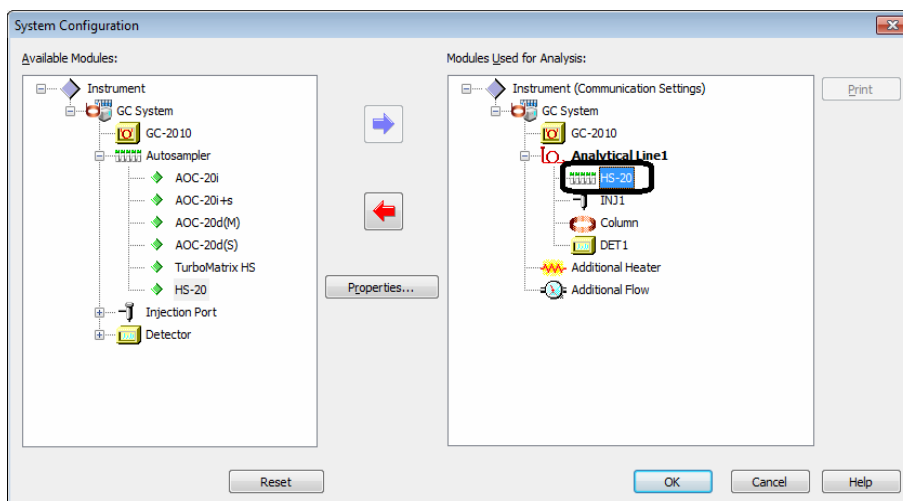 System Configuration
Available Modules:
Instrument
GC System
GC-2010
Autosampler
AOC-20i
AOC-20i+s
AOC-20d(M)
AOC-20d(S)
TurboMatrix HS
HS-20
Injection Port
Detector
Properties...
Modules Used for Analysis:
Instrument (Communication Settings)
GC System
GC-2010
Analytical Line1
HS-20
INJ1
Column
DET1
Additional Heater
Additional Flow
Print
Reset
OK
Cancel
Help